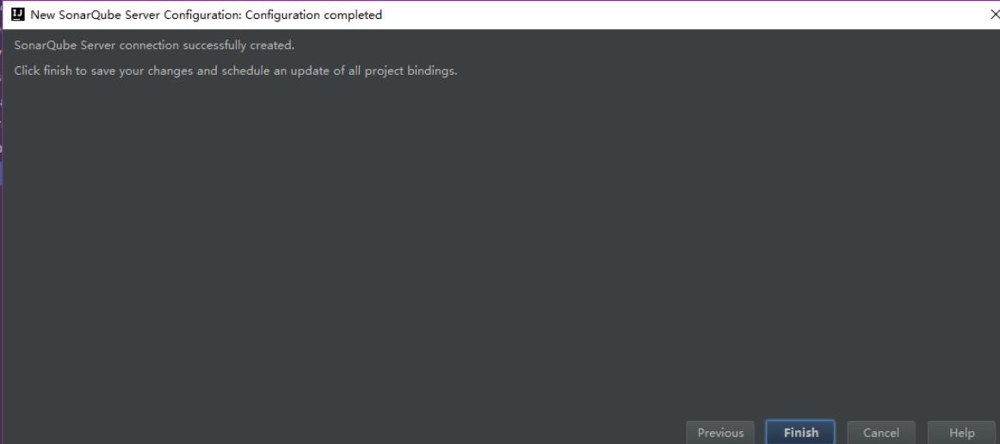 IJ New SonarQube Server Configuration: Configuration completed
SonarQube Server connection successfully created.
Click finish to save your changes and schedule an update of all project bindings.
Previous Finish Cancel Help